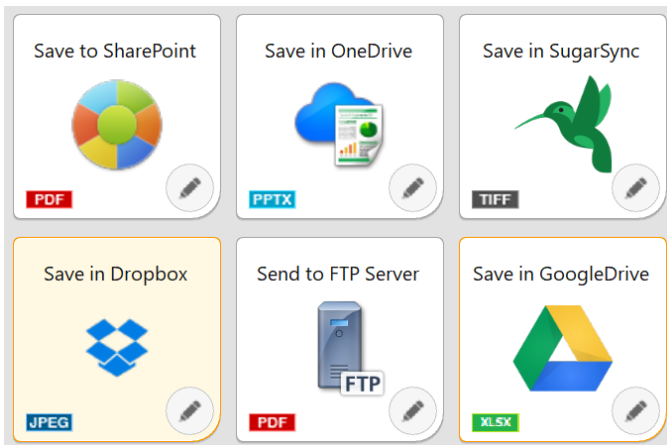 Save to SharePoint
Save in OneDrive
Save in SugarSync
PDF
PPTX
TIFF
Save in Dropbox
Send to FTP Server
Save in GoogleDrive
FTP
JPEG
PDF
XLSX